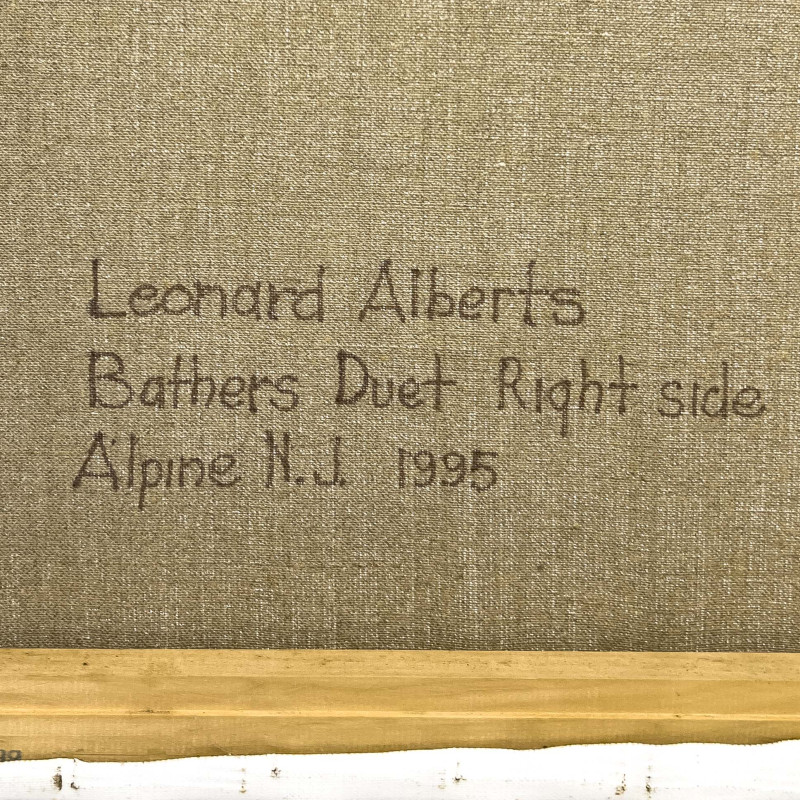 Leonard Alberts
Bathers Duet Right side
Alpine N.J. 1995